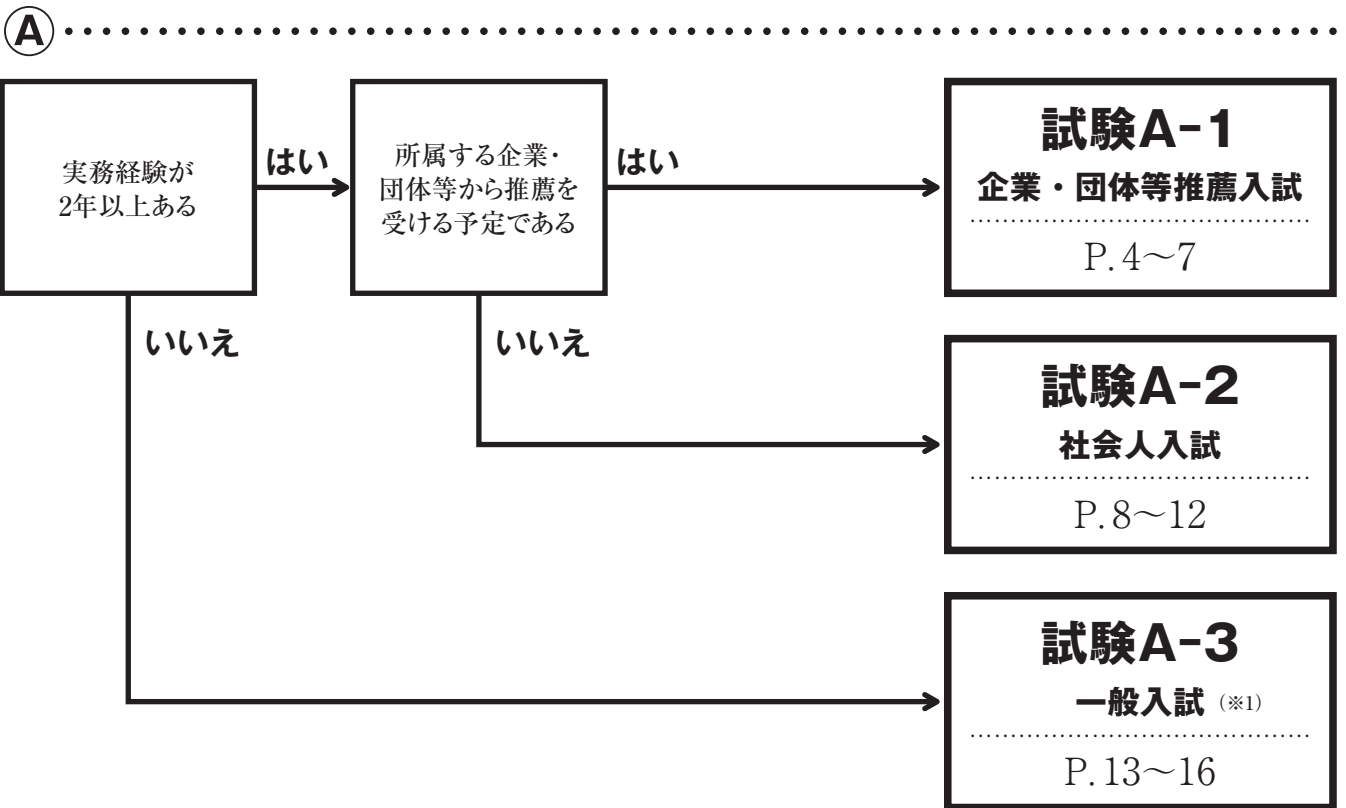 A
実務経験が
2年以上ある
はい
所属する企業・
団体等から推薦を
受ける予定である
はい
試験A-1
企業・団体等推薦入試
P.4〜7
いいえ
いいえ
試験A-2
社会人入試
P.8〜12
試験A-3
一般入試 (※1)
P.13〜16